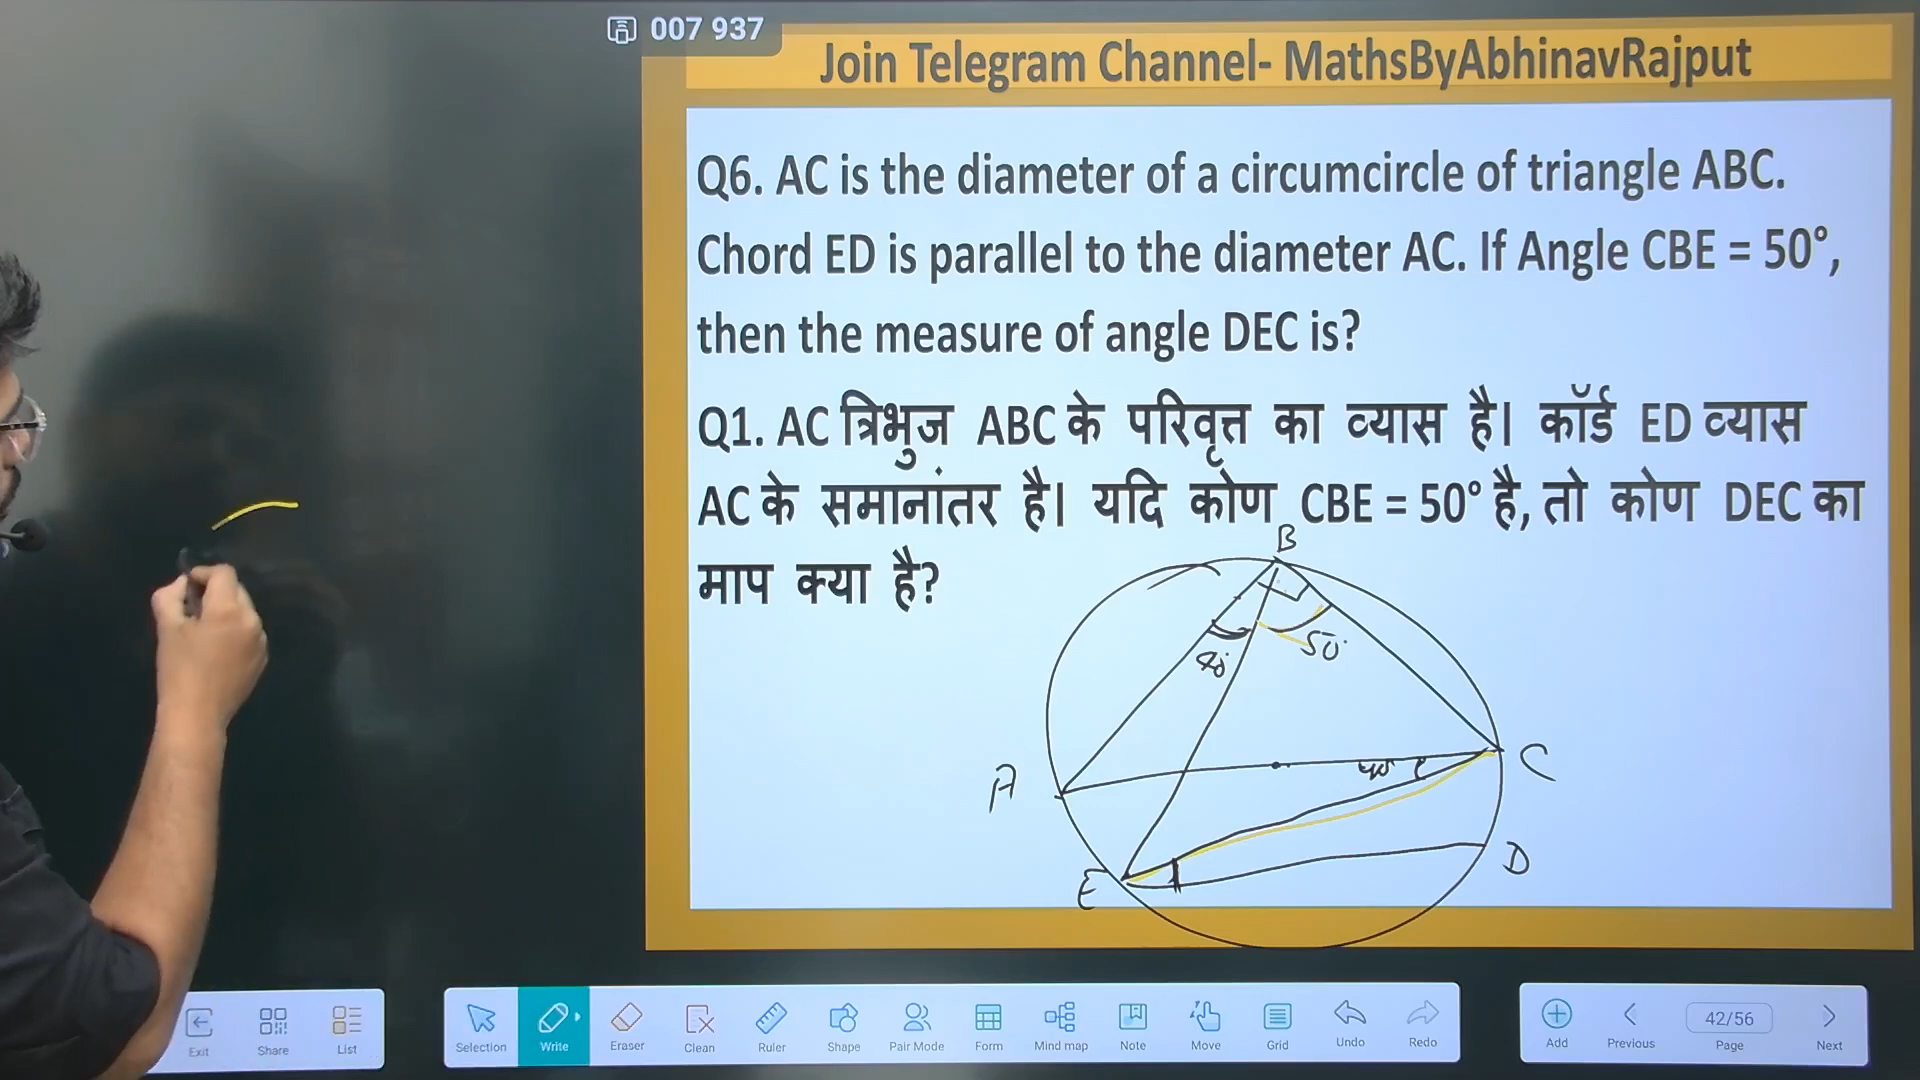 007 937
Join Telegram Channel- MathsByAbhinavRajput
Q6. AC is the diameter of a circumcircle of triangle ABC.
Chord ED is parallel to the diameter AC. If Angle CBE = 50°,
then the measure of angle DEC is?
Q1. AC त्रिभुज ABC के परिवृत्त का व्यास है। कॉर्ड ED व्यास
AC के समानांतर है। यदि कोण CBE = 50° है, तो कोण DEC का
माप क्या है?
B
40°
50°
A
40°
C
E
D
Exit Share List
Selection Write Eraser Clean Ruler Shape Pair Mode Form Mind map Note Move Grid Undo Redo
42/56
Add Previous Page Next